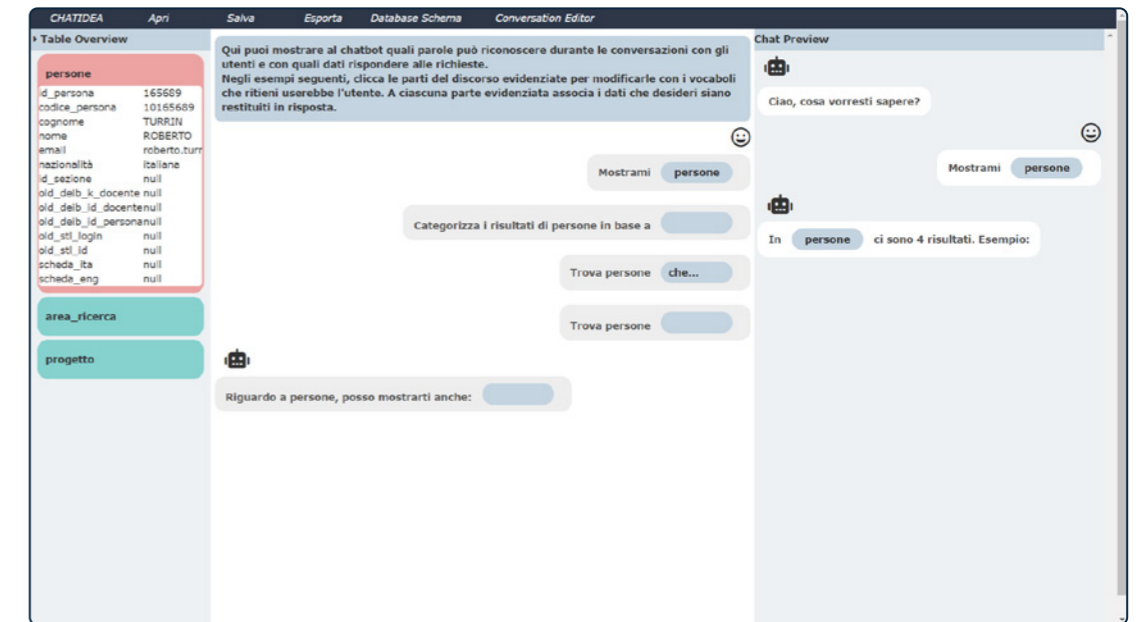 CHATIDEA Apri Salva Esporta Database Schema Conversation Editor
Table Overview
persone
id_persona 165689
codice_persona 10165689
cognome TURRIN
nome ROBERTO
email roberto.turr
nazionalità italiana
id_sezione null
old_deib_k_docente null
old_deib_id_docente null
old_deib_id_persona null
old_stl_login null
old_stl_id null
scheda_ita null
scheda_eng null
area_ricerca
progetto
Qui puoi mostrare al chatbot quali parole può riconoscere durante le conversazioni con gli
utenti e con quali dati rispondere alle richieste.
Negli esempi seguenti, clicca le parti del discorso evidenziate per modificarle con i vocaboli
che ritieni userebbe l'utente. A ciascuna parte evidenziata associa i dati che desideri siano
restituiti in risposta.
Mostrami persone
Categorizza i risultati di persone in base a
Trova persone che...
Trova persone
Riguardo a persone, posso mostrarti anche:
Chat Preview
Ciao, cosa vorresti sapere?
Mostrami persone
In persone ci sono 4 risultati. Esempio: